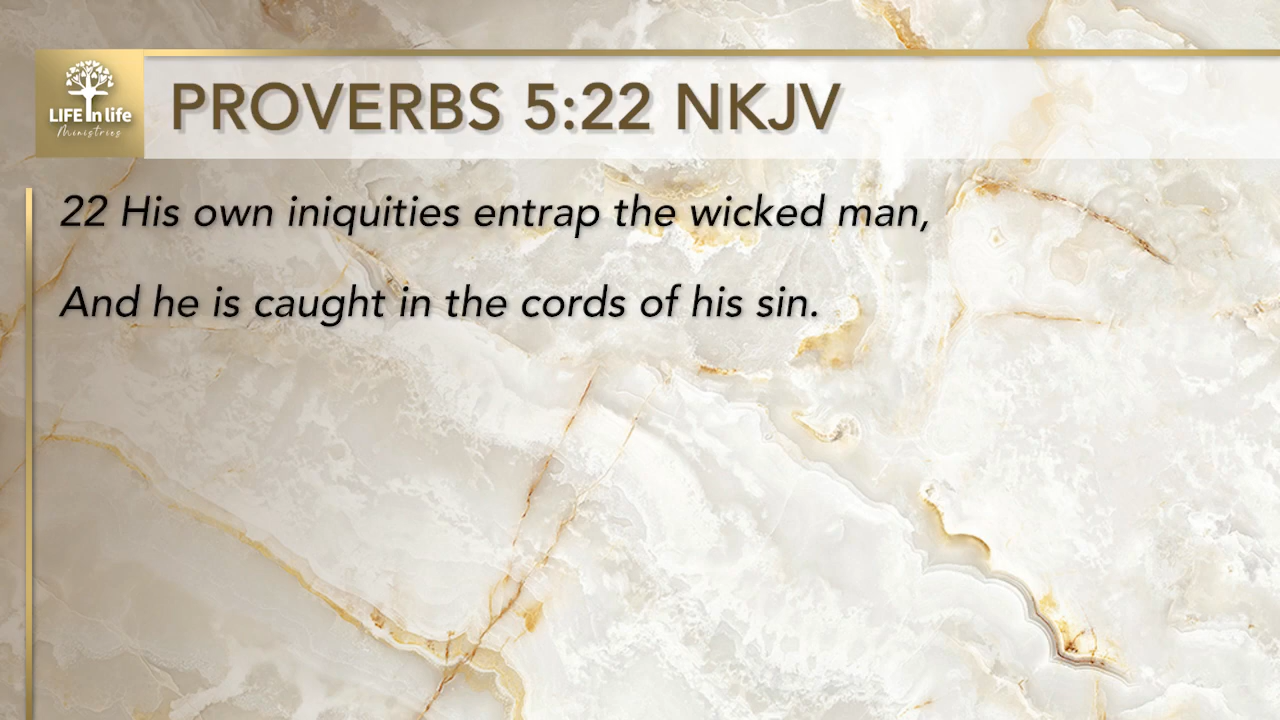 LIFE in life
Ministries
PROVERBS 5:22 NKJV
22 His own iniquities entrap the wicked man,
And he is caught in the cords of his sin.